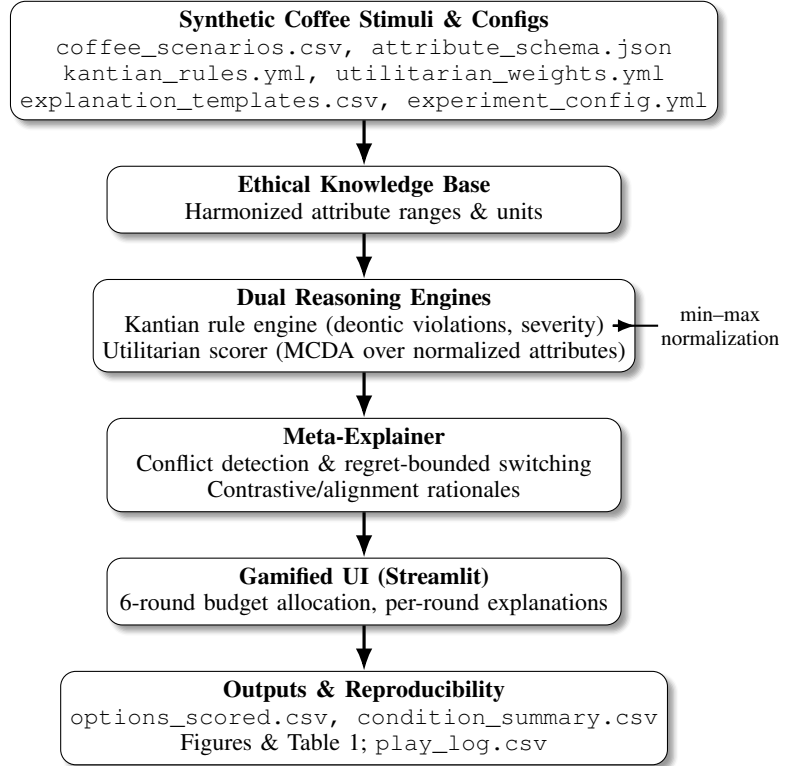 Synthetic Coffee Stimuli & Configs
coffee_scenarios.csv, attribute_schema.json
kantian_rules.yml, utilitarian_weights.yml
explanation_templates.csv, experiment_config.yml
Ethical Knowledge Base
Harmonized attribute ranges & units
Dual Reasoning Engines
Kantian rule engine (deontic violations, severity)
Utilitarian scorer (MCDA over normalized attributes)
min–max
normalization
Meta-Explainer
Conflict detection & regret-bounded switching
Contrastive/alignment rationales
Gamified UI (Streamlit)
6-round budget allocation, per-round explanations
Outputs & Reproducibility
options_scored.csv, condition_summary.csv
Figures & Table 1; play_log.csv